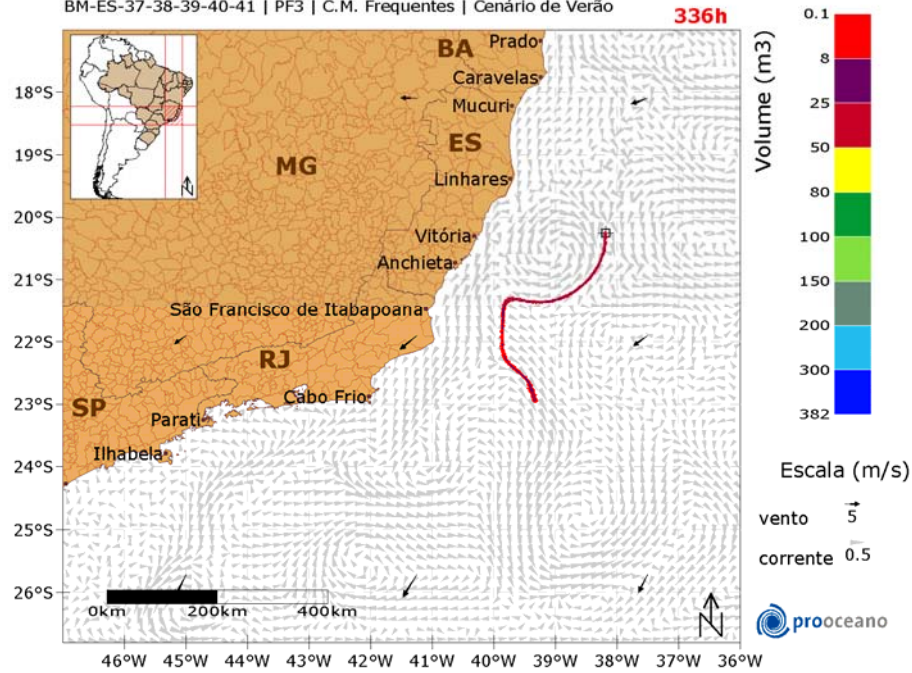 BM-ES-37-38-39-40-41 | PF3 | C.M. Frequentes | Cenário de Verão
336h
BA
Prado
Caravelas
Mucuri
ES
MG
Linhares
Vitória
Anchieta
São Francisco de Itabapoana
RJ
Cabo Frio
SP
Parati
Ilhabela
N
18°S
19°S
20°S
21°S
22°S
23°S
24°S
25°S
26°S
0km
200km
400km
N
46°W
45°W
44°W
43°W
42°W
41°W
40°W
39°W
38°W
37°W
36°W
Volume (m3)
0.1
8
25
50
80
100
150
200
300
382
Escala (m/s)
vento 5
corrente 0.5
prooceano